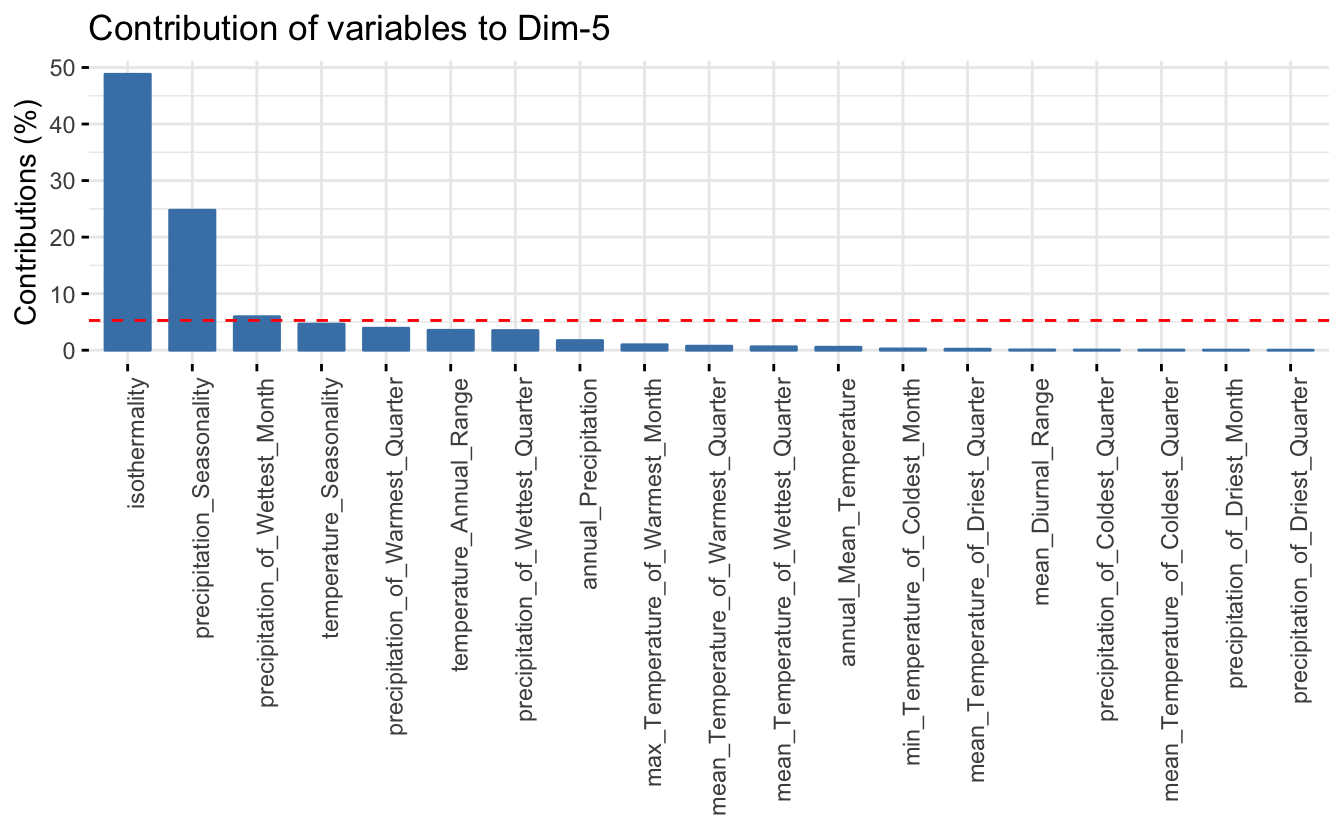 Contribution of variables to Dim-5
Contributions (%)
50
40
30
20
10
0
isothermality
precipitation_Seasonality
precipitation_of_Wettest_Month
temperature_Seasonality
precipitation_of_Warmest_Quarter
temperature_Annual_Range
precipitation_of_Wettest_Quarter
annual_Precipitation
max_Temperature_of_Warmest_Month
mean_Temperature_of_Warmest_Quarter
mean_Temperature_of_Wettest_Quarter
annual_Mean_Temperature
min_Temperature_of_Coldest_Month
mean_Temperature_of_Driest_Quarter
mean_Diurnal_Range
precipitation_of_Coldest_Quarter
mean_Temperature_of_Coldest_Quarter
precipitation_of_Driest_Month
precipitation_of_Driest_Quarter